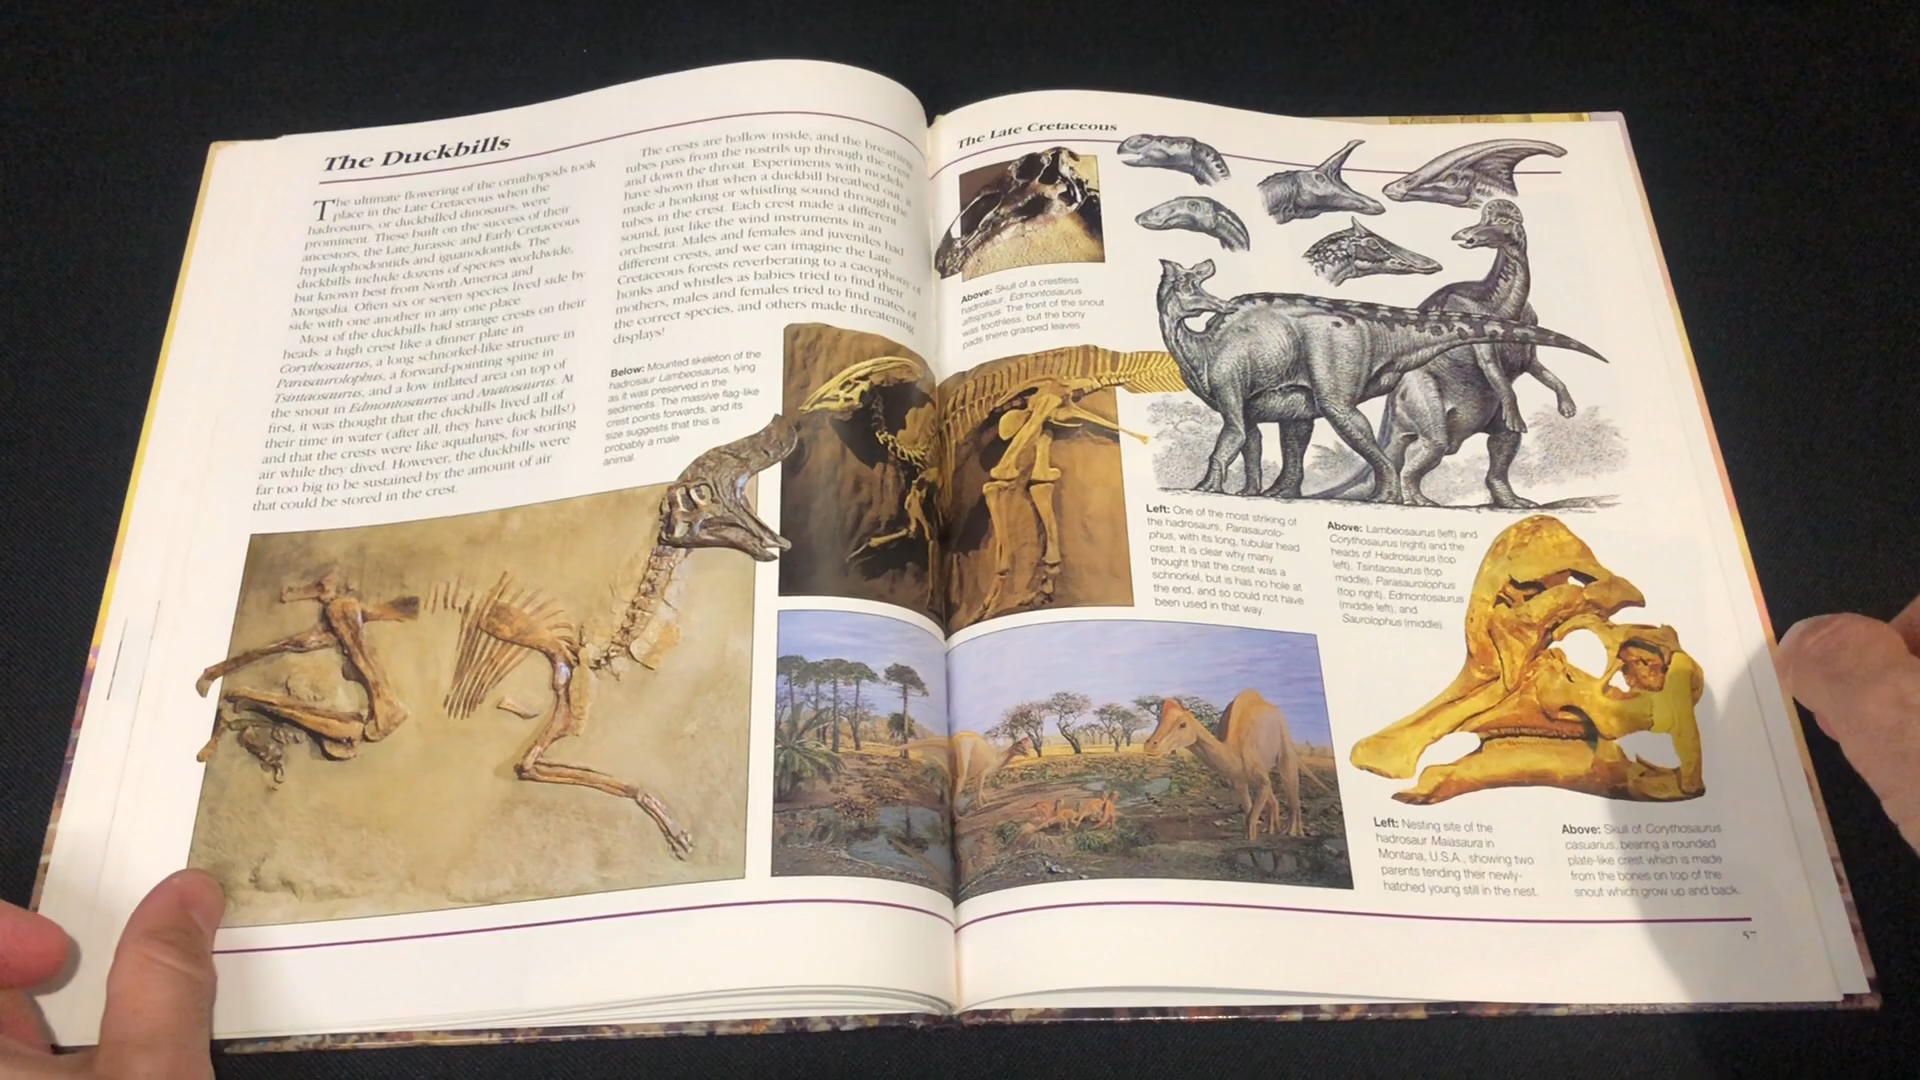 The Duckbills
The ultimate flowering of the ornithopods took
place in the Late Cretaceous when the
hadrosaurs, or duckbilled dinosaurs, were
prominent. These built on the success of their
ancestors, the Late Jurassic and Early Cretaceous
hypsilophodontids and iguanodontids. The
duckbills include dozens of species worldwide,
but known best from North America and
Mongolia. Often six or seven species lived side by
side with one another in any one place.
Most of the duckbills had strange crests on their
heads: a high crest like a dinner plate in
Corythosaurus, a long schnorkel-like structure in
Parasaurolophus, a forward-pointing spine in
Tsintaosaurus, and a low inflated area on top of
the snout in Edmontosaurus and Anatosaurus. At
first, it was thought that the duckbills lived all of
their time in water (after all, they have duck bills!)
and that the crests were like aqualungs, for storing
air while they dived. However, the duckbills were
far too big to be sustained by the amount of air
that could be stored in the crest.
The crests are hollow inside, and the breathing
tubes pass from the nostrils up through the crest
and down the throat. Experiments with models
have shown that when a duckbill breathed out, it
made a honking or whistling sound through the
tubes in the crest. Each crest made a different
sound, just like the wind instruments in an
orchestra. Males and females and juveniles had
different crests, and we can imagine the Late
Cretaceous forests reverberating to a cacophony of
honks and whistles as babies tried to find their
mothers, males and females tried to find mates of
the correct species, and others made threatening
displays!
Below: Mounted skeleton of the
hadrosaur Lambeosaurus, lying
as it was preserved in the
sediments. The massive flag-like
crest points forwards, and its
size suggests that this is
probably a male
animal.
The Late Cretaceous
Above: Skull of a crestless
hadrosaur, Edmontosaurus
The front of the snout
was toothless, but the bony
pads there grasped leaves.
Left: One of the most striking of
the hadrosaurs, Parasaurolo-
phus, with its long, tubular head
crest. It is clear why many
thought that the crest was a
schnorkel, but is has no hole at
the end, and so could not have
been used in that way.
Above: Lambeosaurus (left) and
Corythosaurus (right) and the
heads of Hadrosaurus (top
left), Tsintaosaurus (top
middle), Parasaurolophus
(top right), Edmontosaurus
(middle left), and
Saurolophus (middle).
Left: Nesting site of the
hadrosaur Maiasaura in
Montana, U.S.A., showing two
parents tending their newly-
hatched young still in the nest.
Above: Skull of Corythosaurus
casuarius, bearing a rounded
plate-like crest which is made
from the bones on top of the
snout which grow up and back.
57